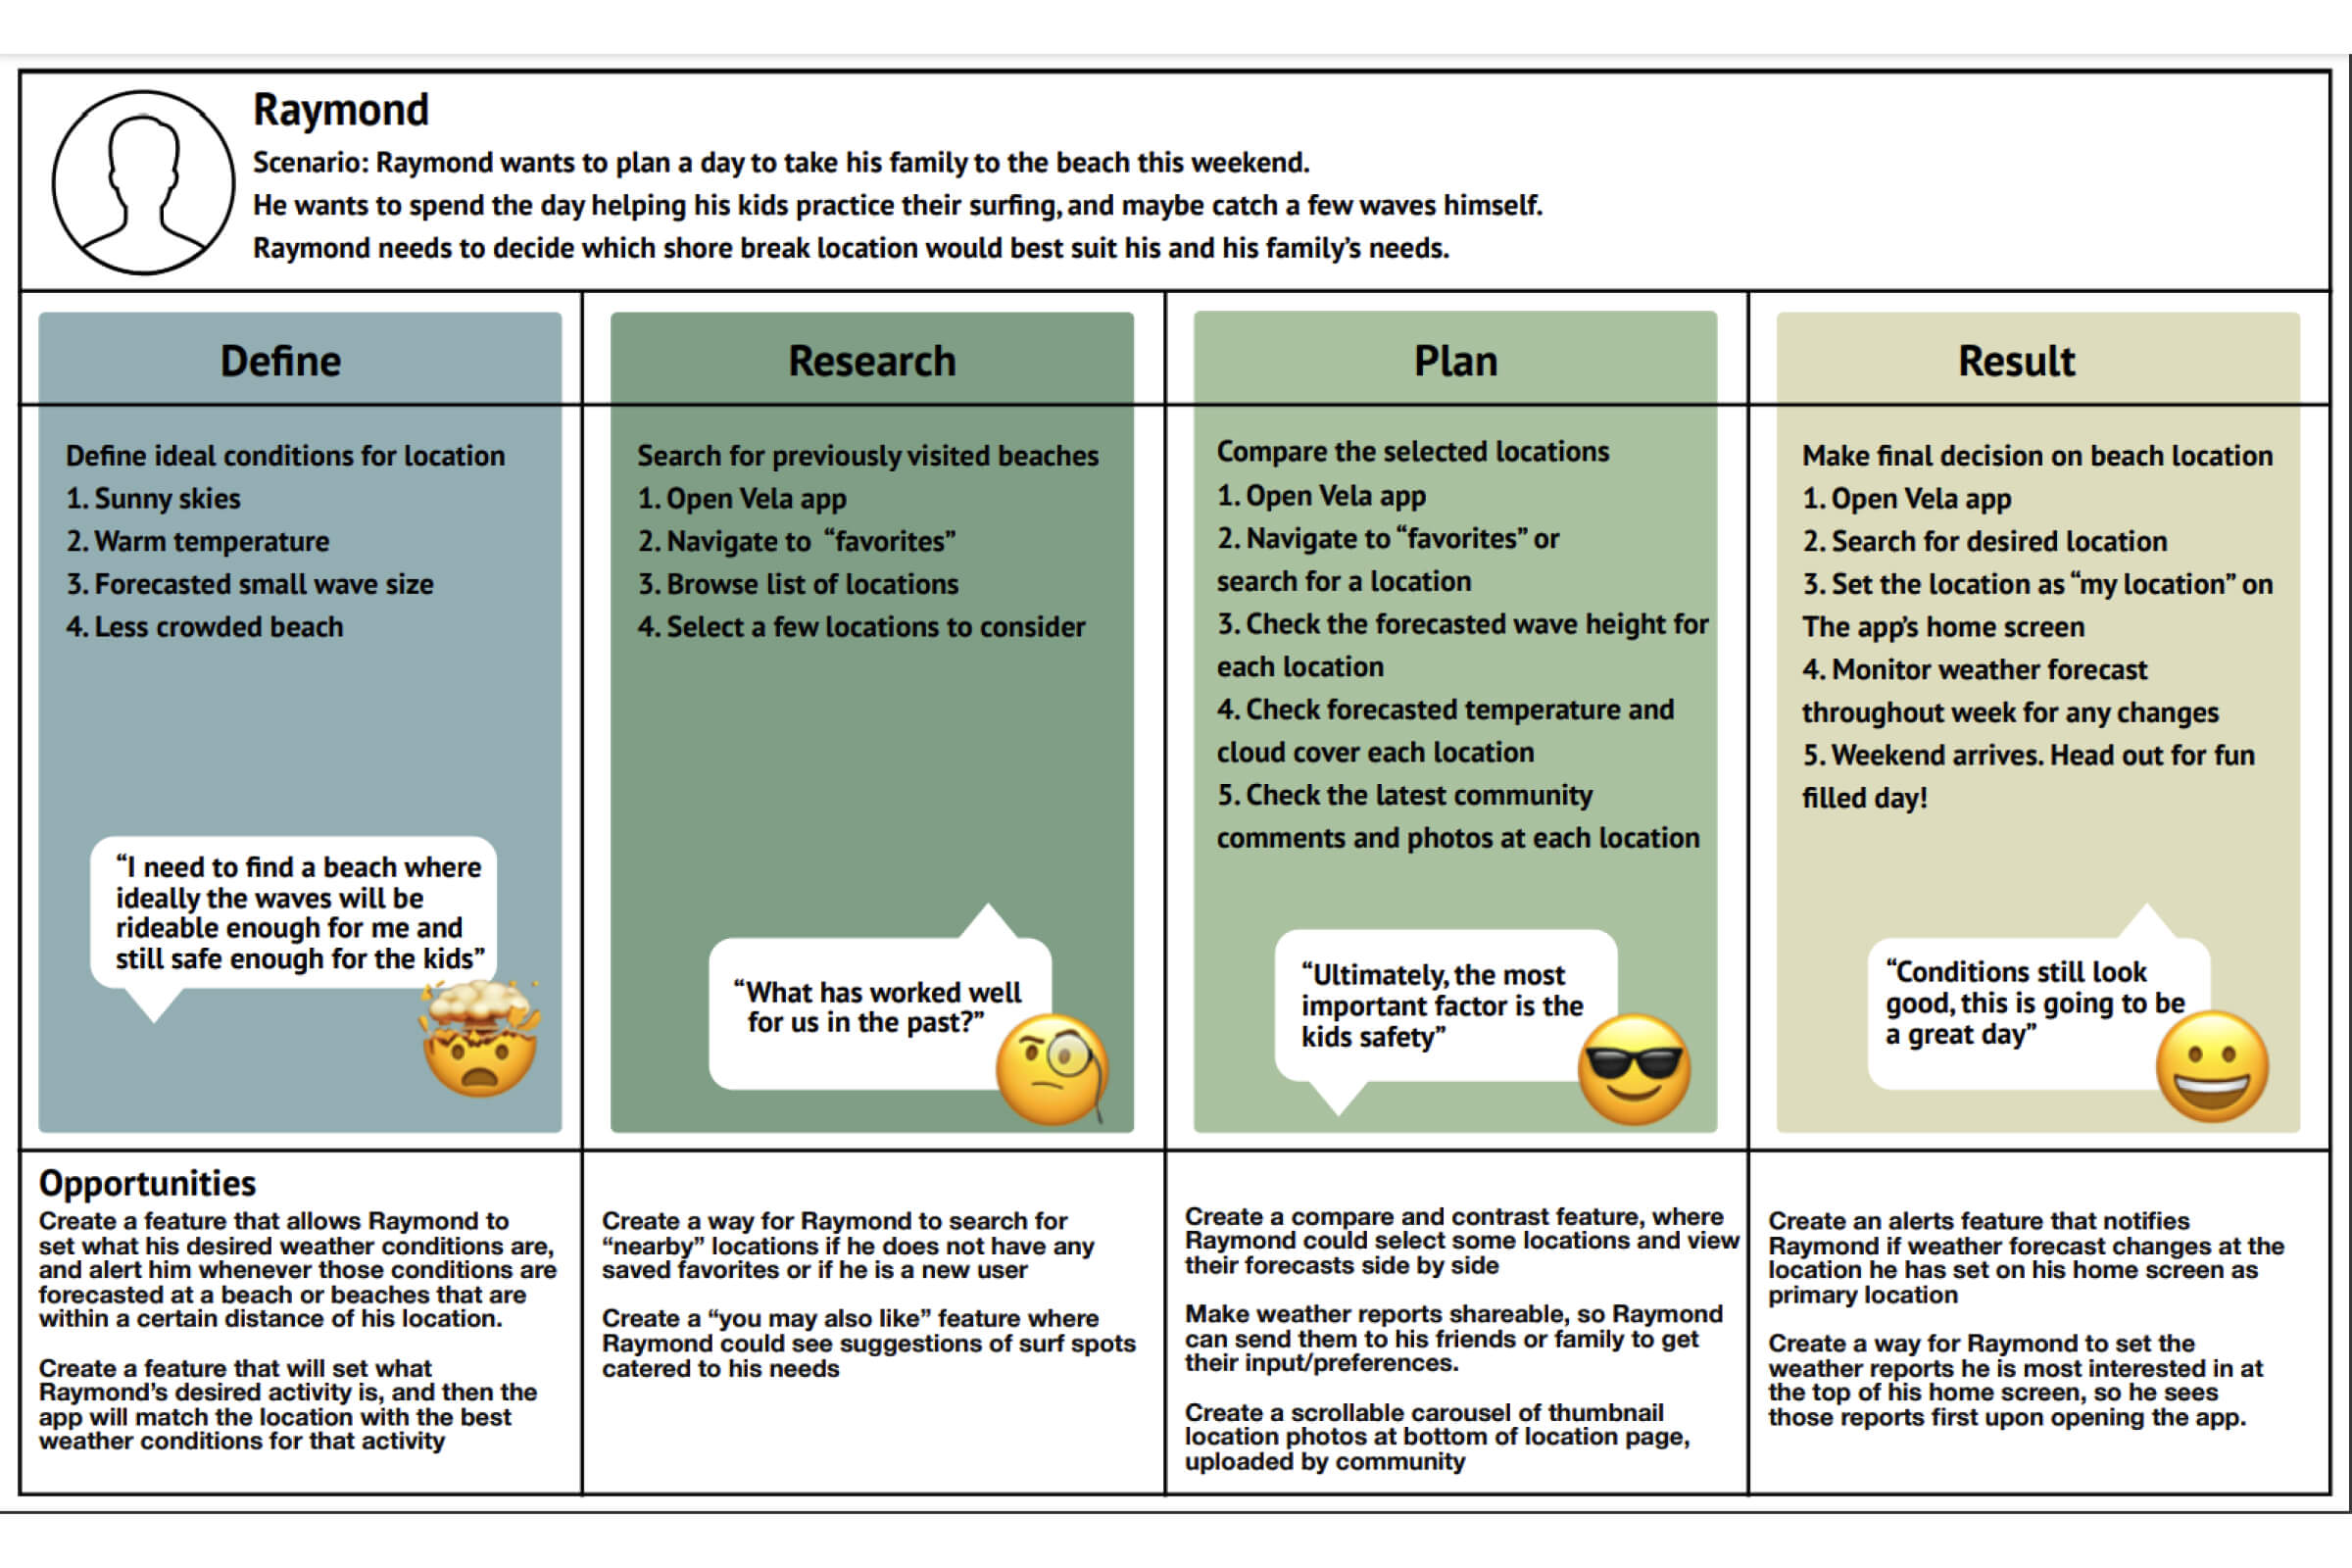 Raymond
Scenario: Raymond wants to plan a day to take his family to the beach this weekend.
He wants to spend the day helping his kids practice their surfing, and maybe catch a few waves himself.
Raymond needs to decide which shore break location would best suit his and his family’s needs.
Define
Define ideal conditions for location
1. Sunny skies
2. Warm temperature
3. Forecasted small wave size
4. Less crowded beach
“I need to find a beach where
ideally the waves will be
rideable enough for me and
still safe enough for the kids”
Research
Search for previously visited beaches
1. Open Vela app
2. Navigate to “favorites”
3. Browse list of locations
4. Select a few locations to consider
“What has worked well
for us in the past?”
Plan
Compare the selected locations
1. Open Vela app
2. Navigate to “favorites” or
search for a location
3. Check the forecasted wave height for
each location
4. Check forecasted temperature and
cloud cover each location
5. Check the latest community
comments and photos at each location
“Ultimately, the most
important factor is the
kids safety”
Result
Make final decision on beach location
1. Open Vela app
2. Search for desired location
3. Set the location as “my location” on
The app’s home screen
4. Monitor weather forecast
throughout week for any changes
5. Weekend arrives. Head out for fun
filled day!
“Conditions still look
good, this is going to be
a great day”
Opportunities
Create a feature that allows Raymond to
set what his desired weather conditions are,
and alert him whenever those conditions are
forecasted at a beach or beaches that are
within a certain distance of his location.
Create a feature that will set what
Raymond’s desired activity is, and then the
app will match the location with the best
weather conditions for that activity
Create a way for Raymond to search for
“nearby” locations if he does not have any
saved favorites or if he is a new user
Create a “you may also like” feature where
Raymond could see suggestions of surf spots
catered to his needs
Create a compare and contrast feature, where
Raymond could select some locations and view
their forecasts side by side
Make weather reports shareable, so Raymond
can send them to his friends or family to get
their input/preferences.
Create a scrollable carousel of thumbnail
location photos at bottom of location page,
uploaded by community
Create an alerts feature that notifies
Raymond if weather forecast changes at the
location he has set on his home screen as
primary location
Create a way for Raymond to set the
weather reports he is most interested in at
the top of his home screen, so he sees
those reports first upon opening the app.